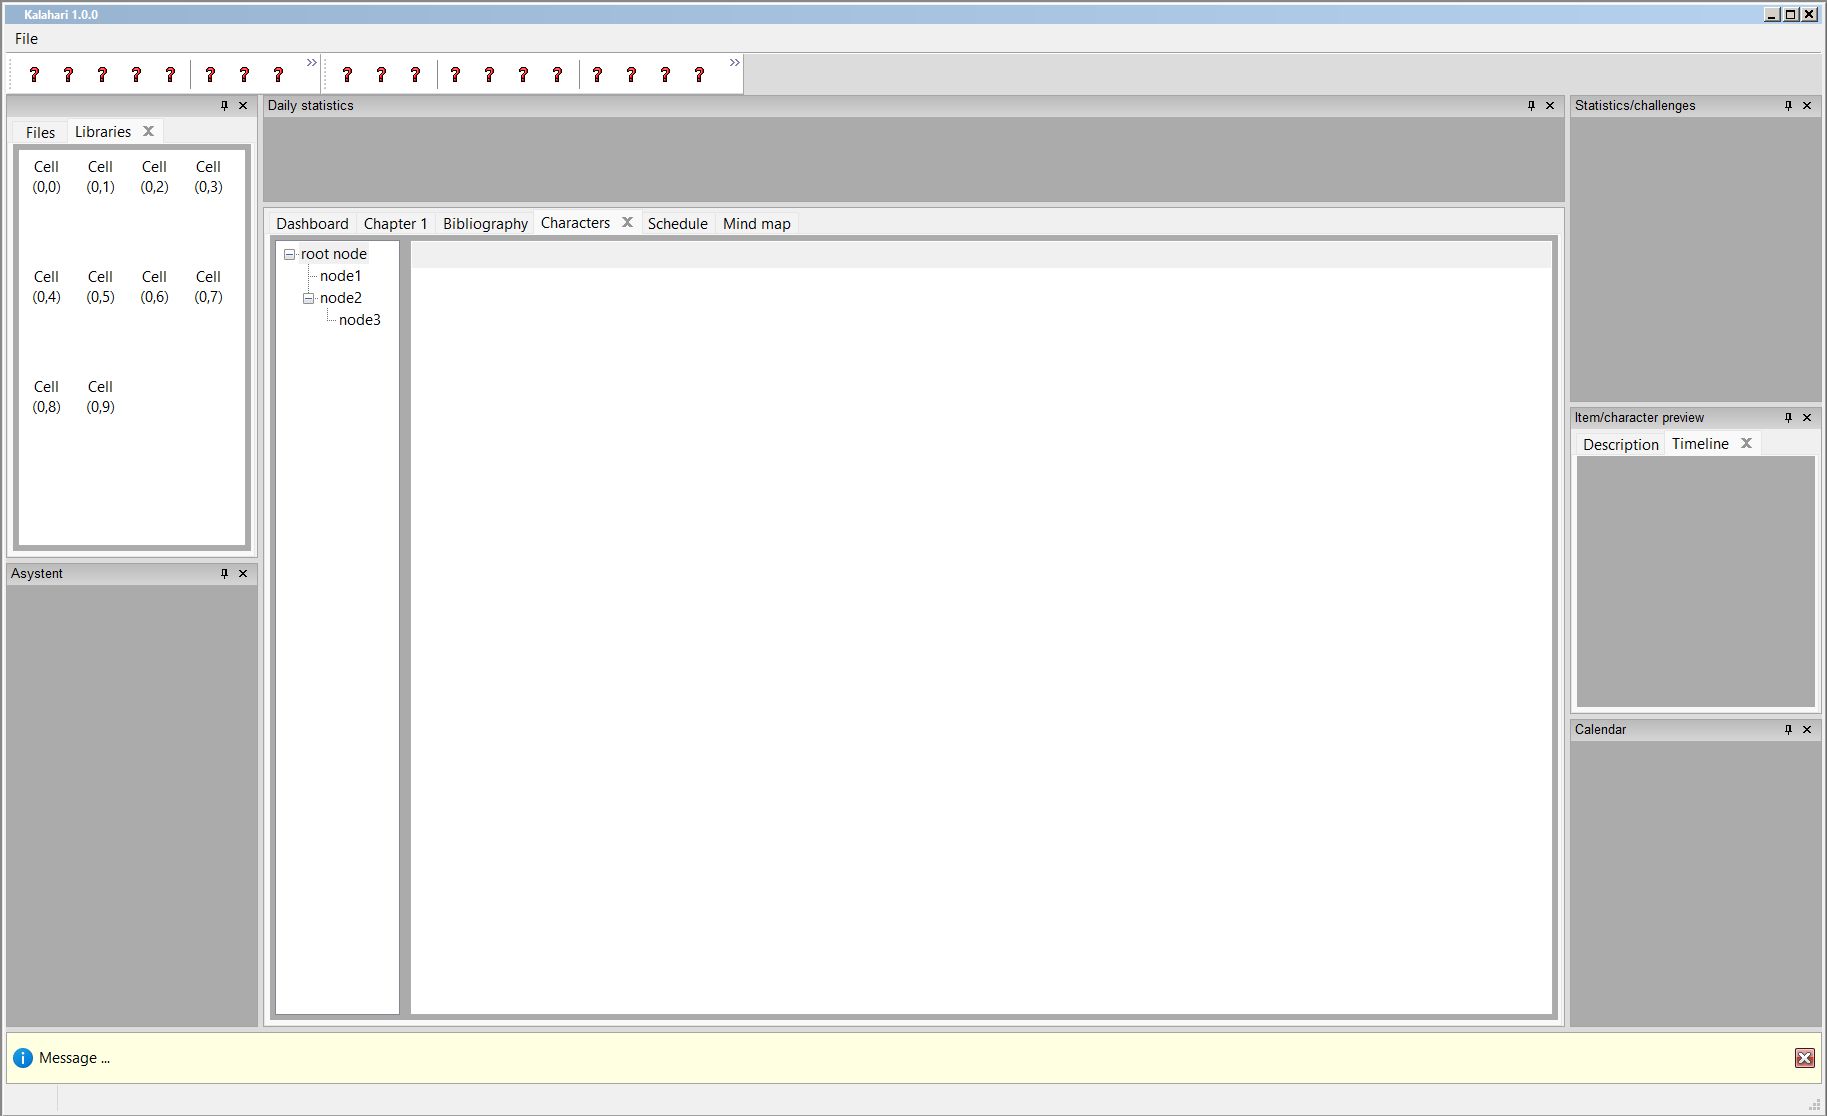 Kalahari 1.0.0
File
Files Libraries
Cell Cell Cell Cell
(0,0) (0,1) (0,2) (0,3)
Cell Cell Cell Cell
(0,4) (0,5) (0,6) (0,7)
Cell Cell
(0,8) (0,9)
Asystent
Daily statistics
Dashboard Chapter 1 Bibliography Characters Schedule Mind map
root node
node1
node2
node3
Statistics/challenges
Item/character preview
Description Timeline
Calendar
Message ...